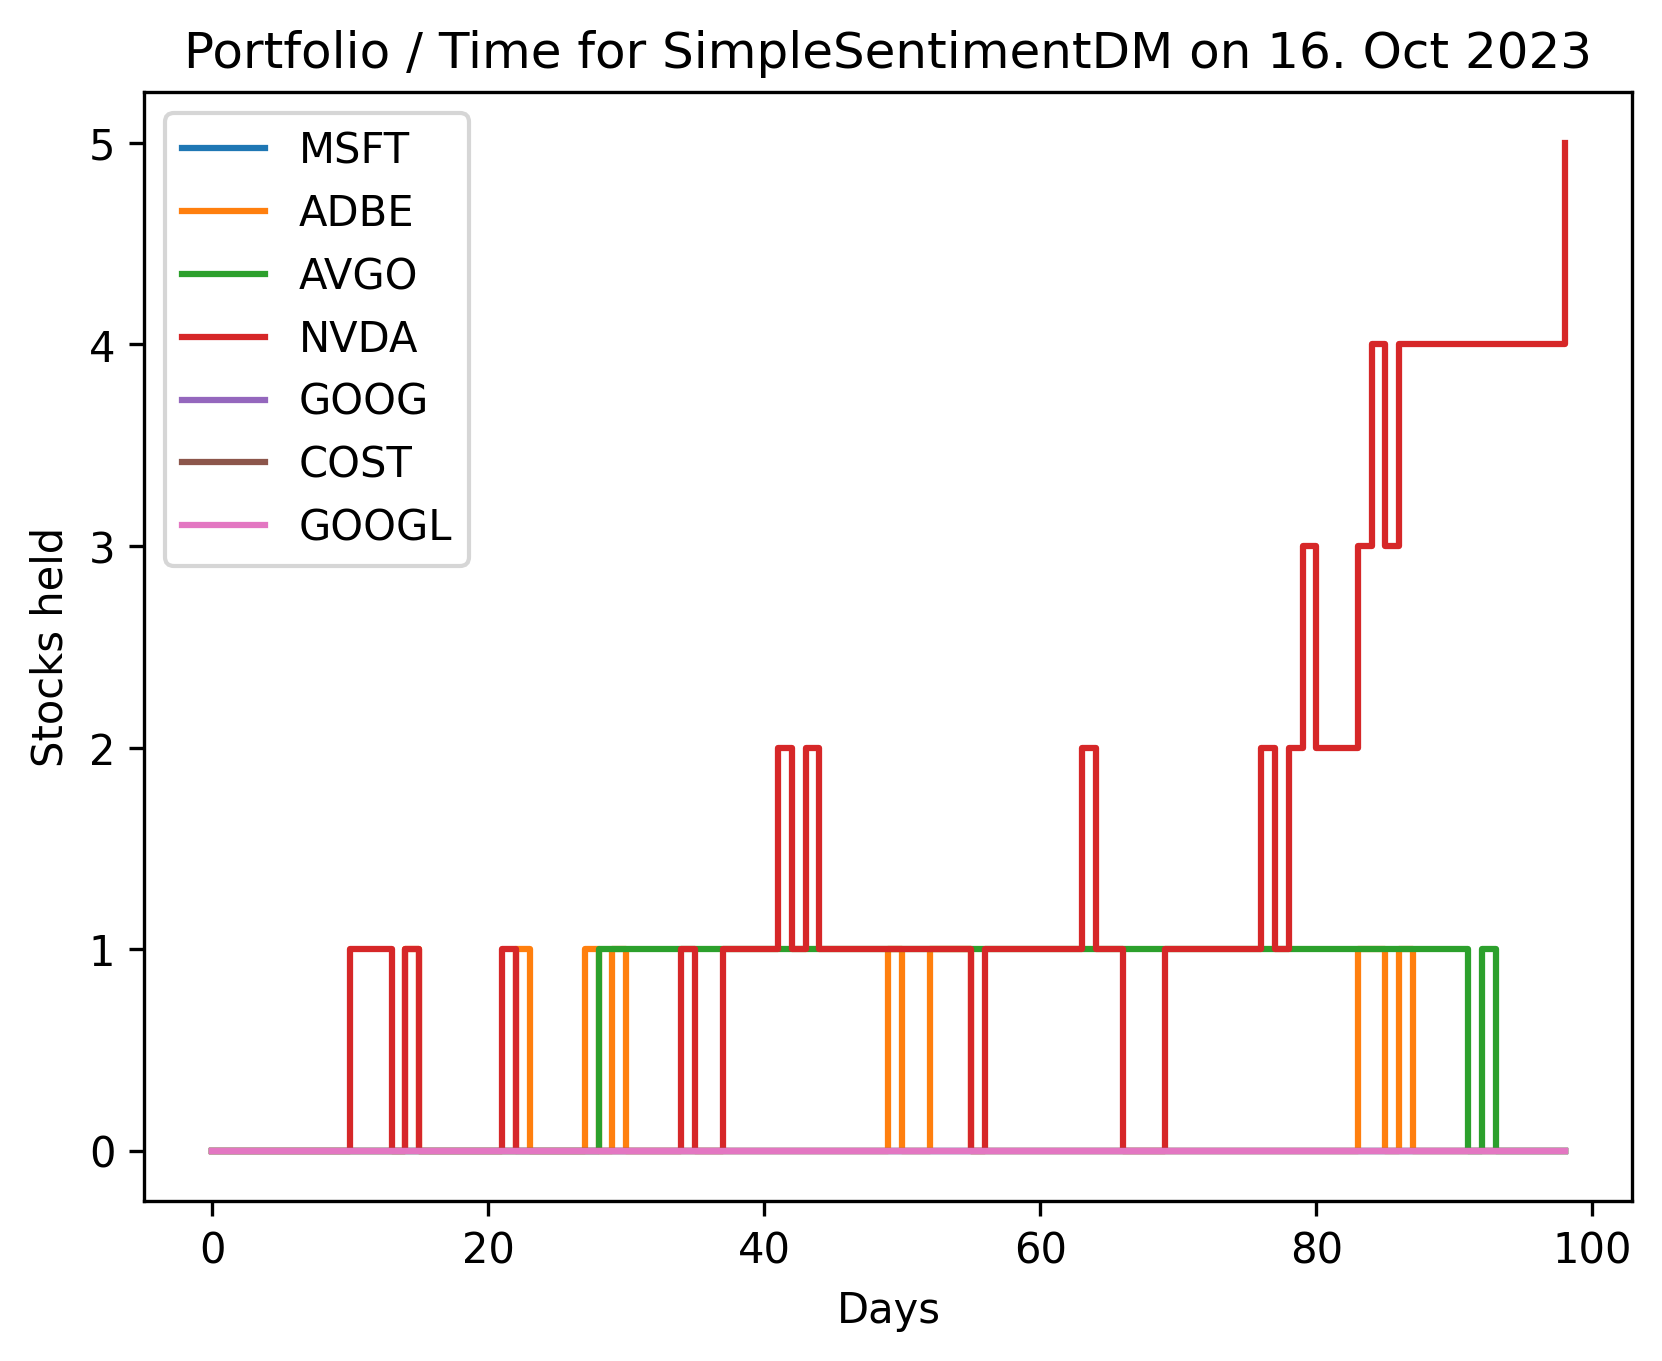 Portfolio / Time for SimpleSentimentDM on 16. Oct 2023
MSFT
ADBE
AVGO
NVDA
GOOG
COST
GOOGL
5
4
3
2
1
0
Stocks held
0 20 40 60 80 100
Days